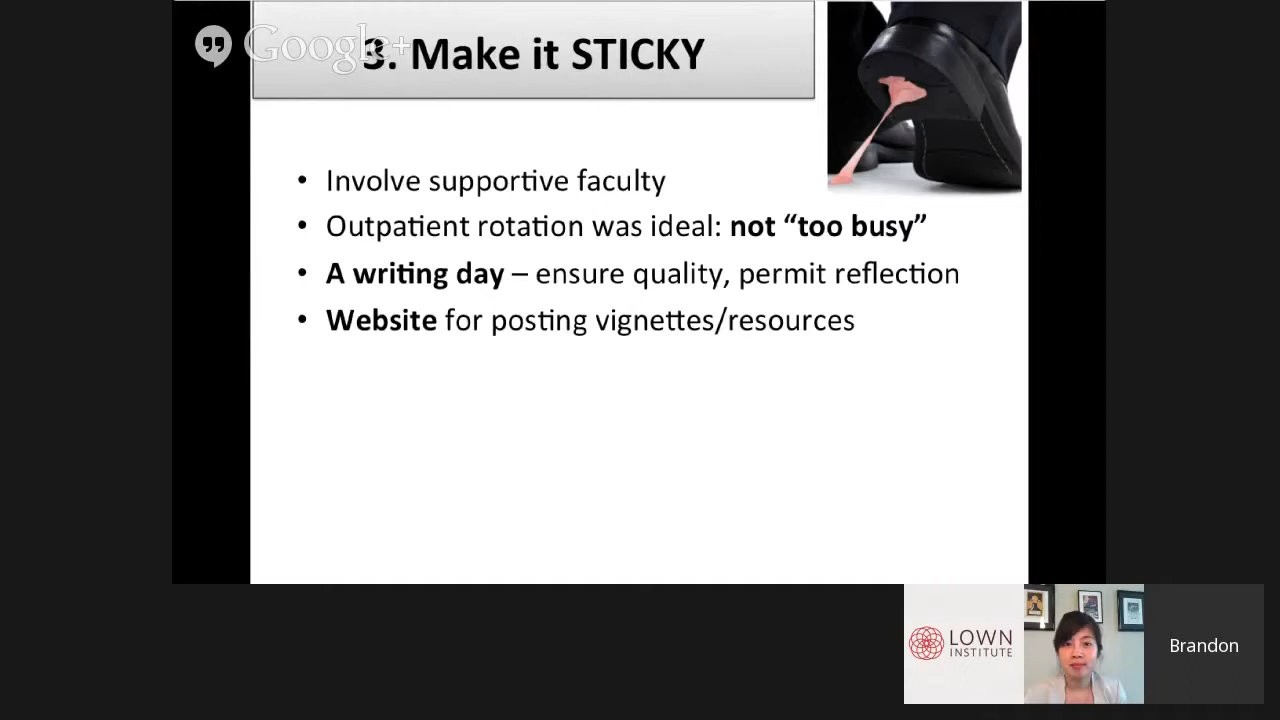 Google+
3. Make it STICKY
• Involve supportive faculty
• Outpatient rotation was ideal: not “too busy”
• A writing day – ensure quality, permit reflection
• Website for posting vignettes/resources
LOWN
INSTITUTE
Brandon